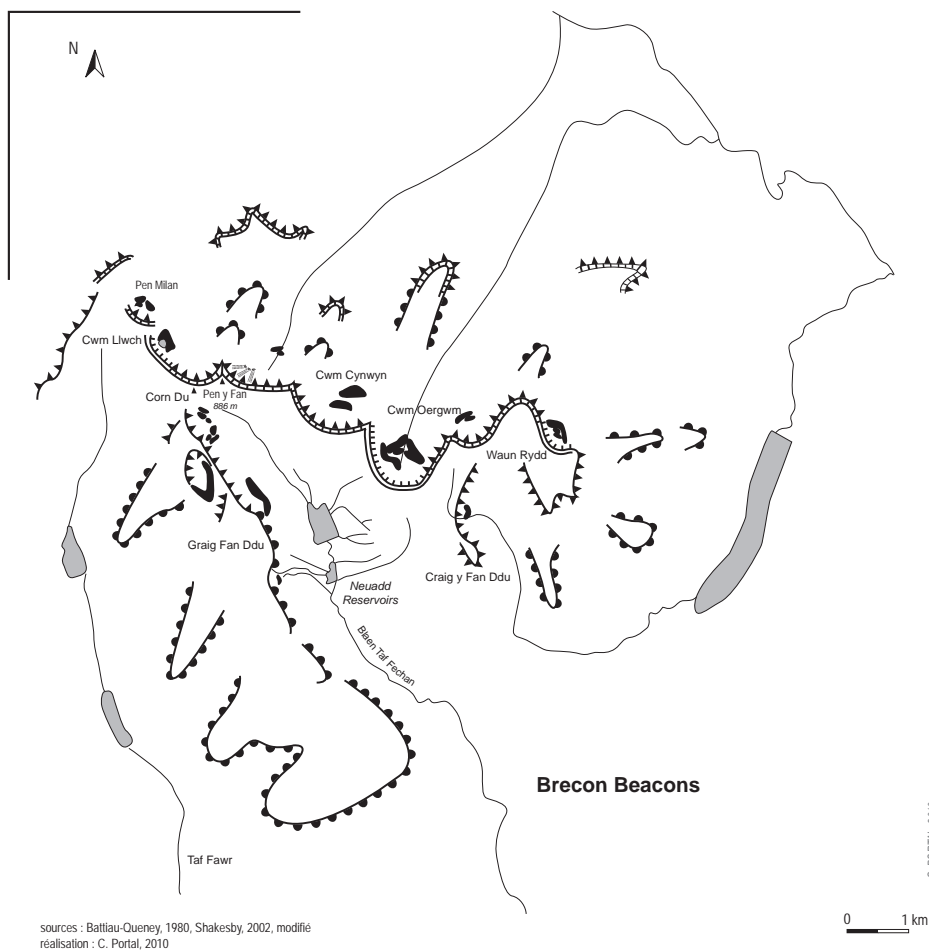 N
Pen Milan
Cwm Llwch
Corn Du
Pen y Fan
886 m
Cwm Cynwyn
Cwm Oergwm
Waun Rydd
Graig Fan Ddu
Craig y Fan Ddu
Neuadd
Reservoirs
Blaen Taf Fechan
Brecon Beacons
Taf Fawr
0 1 km
sources : Battiau-Queney, 1980, Shakesby, 2002, modifié
réalisation : C. Portal, 2010